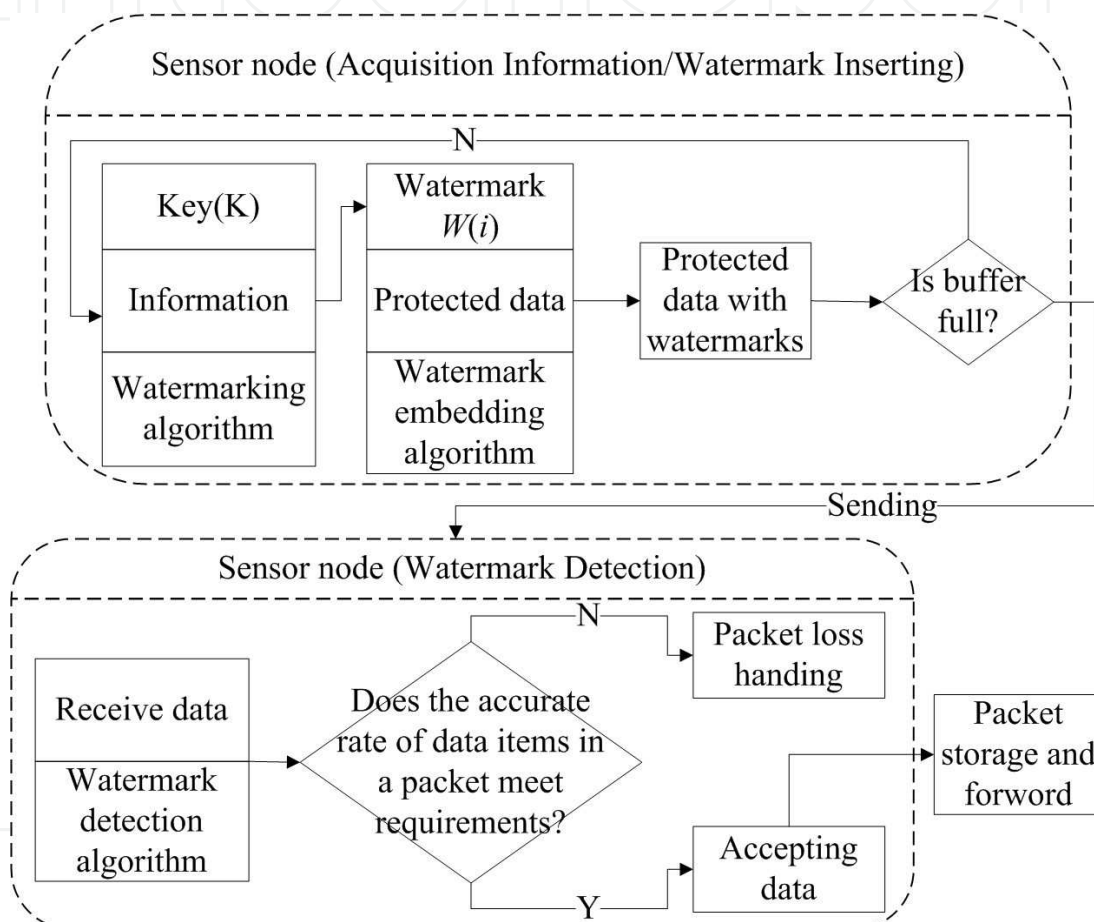 Sensor node (Acquisition Information/Watermark Inserting)
N
Key(K)
Information
Watermarking
algorithm
Watermark
W(i)
Protected data
Watermark
embedding
algorithm
Protected
data with
watermarks
Is buffer
full?
Sending
Sensor node (Watermark Detection)
Receive data
Watermark
detection
algorithm
Does the accurate
rate of data items in
a packet meet
requirements?
N
Packet loss
handing
Y
Accepting
data
Packet
storage and
forword